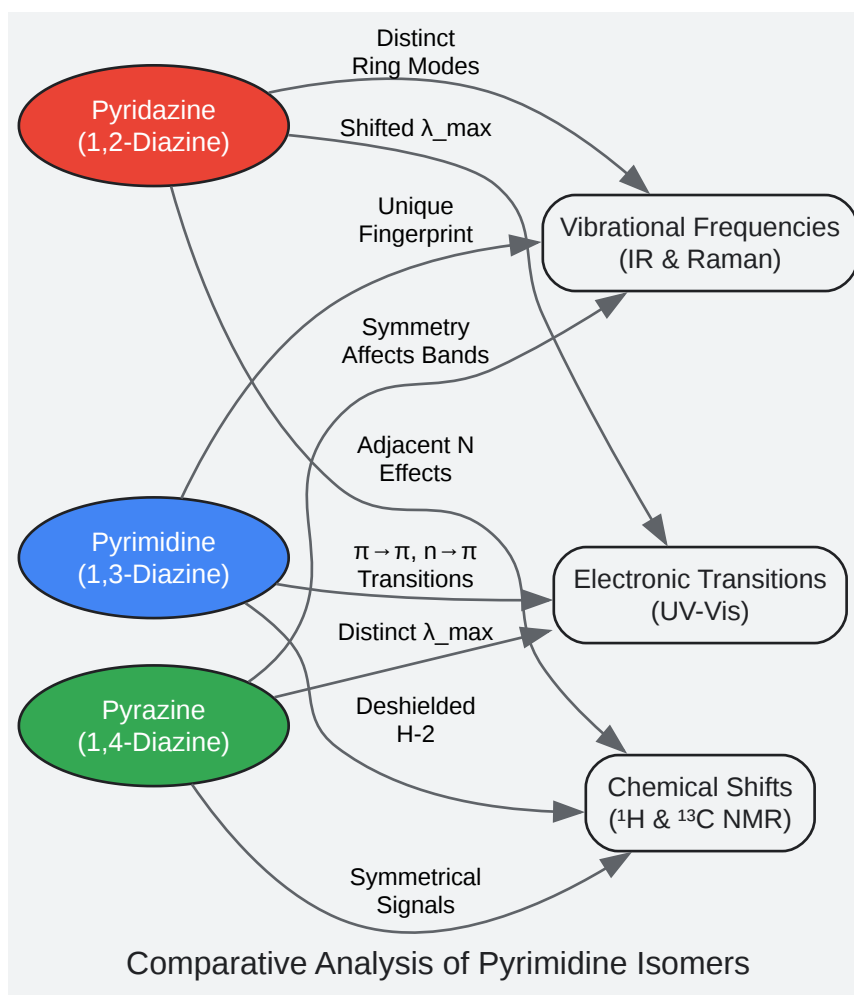 Distinct
Ring Modes
Pyridazine
(1,2-Diazine)
Shifted λ_max
Unique
Fingerprint
Vibrational Frequencies
(IR & Raman)
Symmetry
Affects Bands
Adjacent N
Effects
Pyrimidine
(1,3-Diazine)
π→π, n→π
Transitions
Electronic Transitions
(UV-Vis)
Distinct λ_max
Pyrazine
(1,4-Diazine)
Deshielded
H-2
Chemical Shifts
(¹H & ¹³C NMR)
Symmetrical
Signals
Comparative Analysis of Pyrimidine Isomers